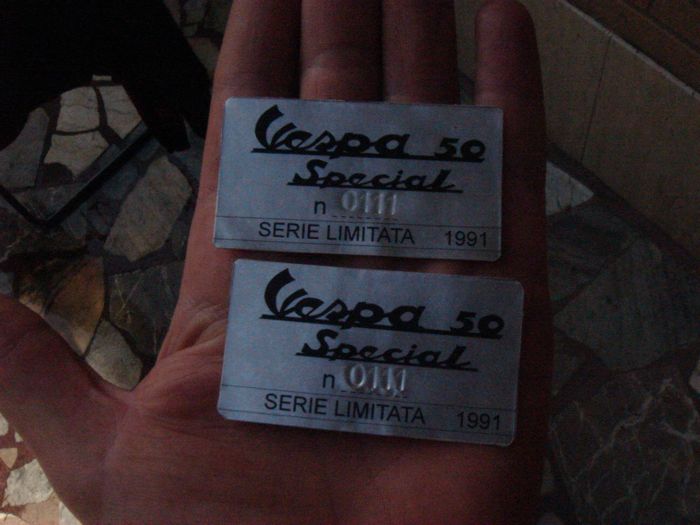 Vespa 50
Special
n 0111
SERIE LIMITATA 1991
Vespa 50
Special
n 0111
SERIE LIMITATA 1991